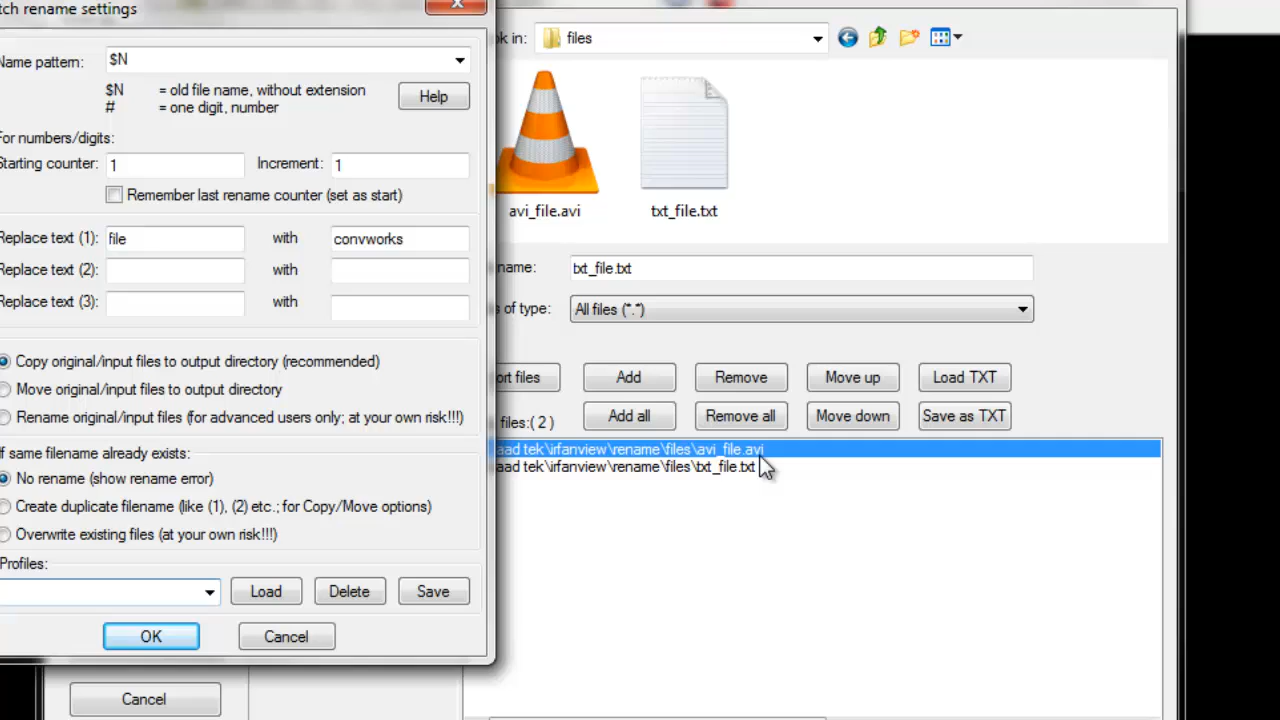 tch rename settings
Name pattern: $N
$N = old file name, without extension
# = one digit, number
Help
For numbers/digits:
Starting counter: 1 Increment: 1
Remember last rename counter (set as start)
Replace text (1): file with convworks
Replace text (2): with
Replace text (3): with
Copy original/input files to output directory (recommended)
Move original/input files to output directory
Rename original/input files (for advanced users only; at your own risk!!!)
If same filename already exists:
No rename (show rename error)
Create duplicate filename (like (1), (2) etc.; for Copy/Move options)
Overwrite existing files (at your own risk!!!)
Profiles:
Load Delete Save
OK Cancel
Cancel
ok in: files
avi_file.avi txt_file.txt
name: txt_file.txt
s of type: All files (*.*)
ort files Add Remove Move up Load TXT
files:( 2 ) Add all Remove all Move down Save as TXT
aad tek\irfanview\rename\files\avi_file.avi
aad tek\irfanview\rename\files\txt_file.txt